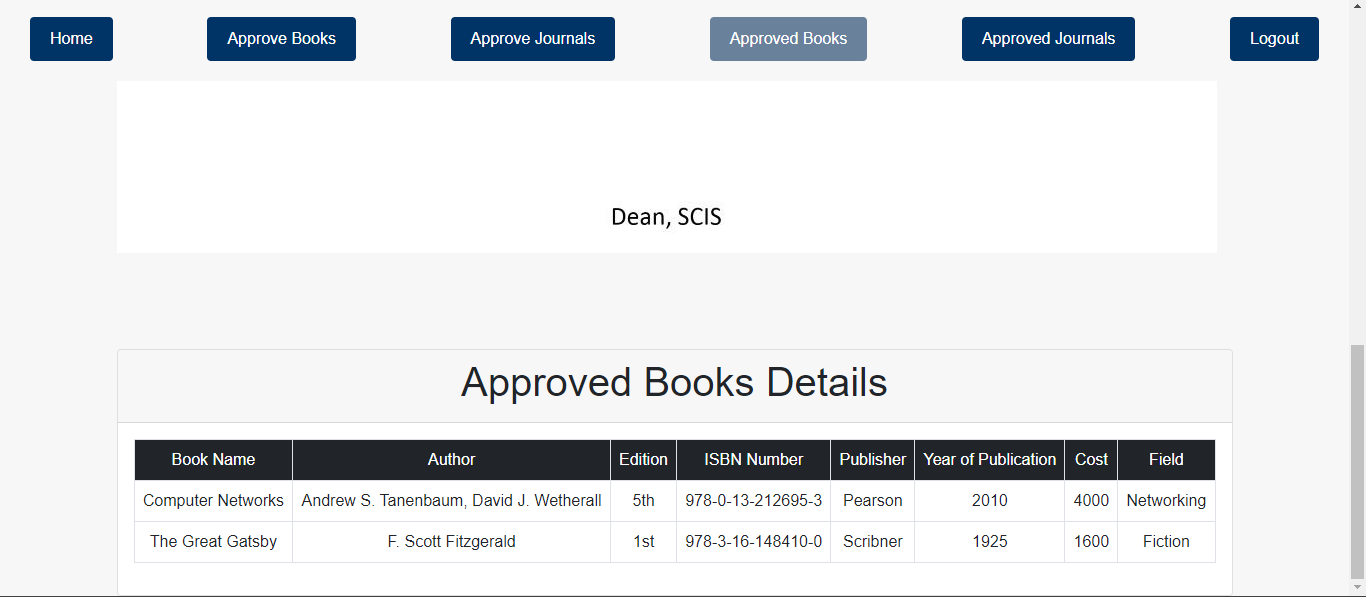 Home Approve Books Approve Journals Approved Books Approved Journals Logout
Dean, SCIS
Approved Books Details
Book Name Author Edition ISBN Number Publisher Year of Publication Cost Field
Computer Networks Andrew S. Tanenbaum, David J. Wetherall 5th 978-0-13-212695-3 Pearson 2010 4000 Networking
The Great Gatsby F. Scott Fitzgerald 1st 978-3-16-148410-0 Scribner 1925 1600 Fiction